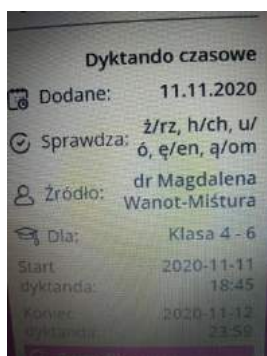 Dyktando czasowe
Dodane: 11.11.2020
Sprawdza: ż/rz, h/ch, u/
ó, ę/en, ą/om
Źródło: dr Magdalena
Wanot-Miśtura
Dla: Klasa 4 - 6
Start 2020-11-11
dyktanda: 18:45
Koniec 2020-11-12
dyktanda: 23:59